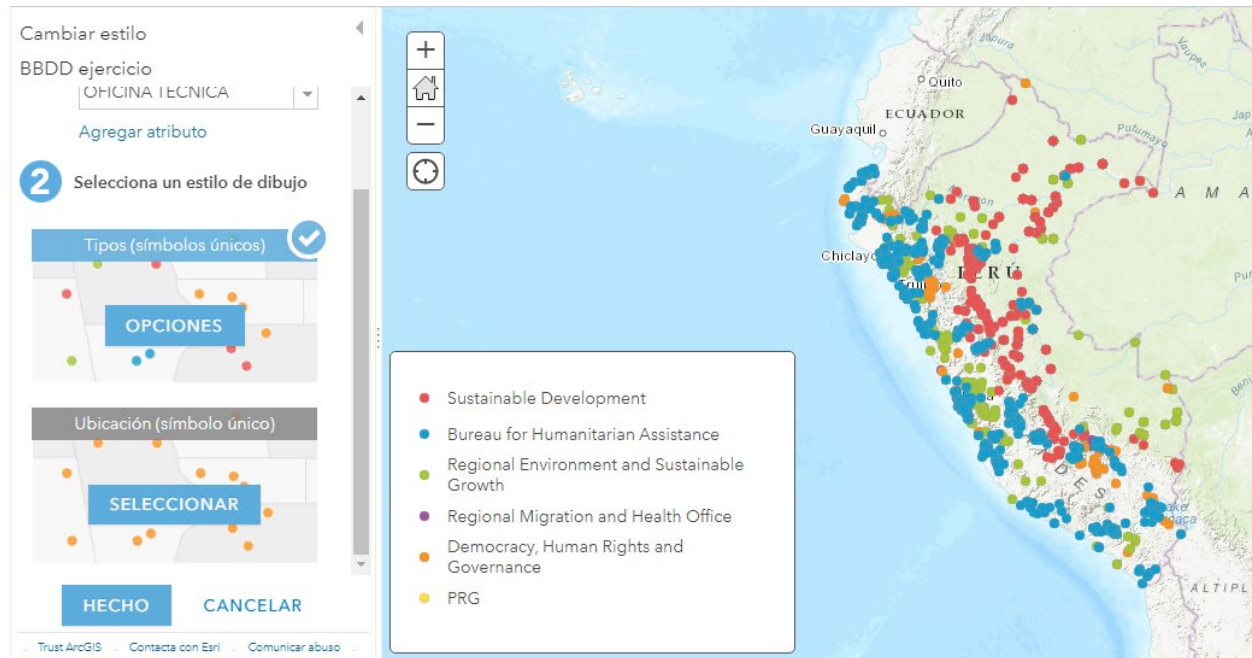 Cambiar estilo
BBDD ejercicio
OFICINA TECNICA
Agregar atributo
2 Selecciona un estilo de dibujo
Tipos (símbolos únicos)
OPCIONES
Ubicación (símbolo único)
SELECCIONAR
HECHO CANCELAR
Trust ArcGIS . Contacta con Esri . Comunicar abuso
+
−
Sustainable Development
Bureau for Humanitarian Assistance
Regional Environment and Sustainable
Growth
Regional Migration and Health Office
Democracy, Human Rights and
Governance
PRG
Japura
Vaupes
Quito
ECUADOR
Guayaquil
Putumayo
AMA
Chiclayo
PERÚ
ALTIPL